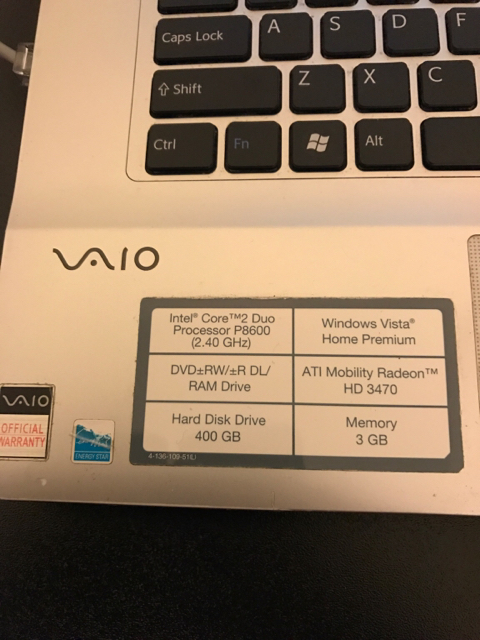 Caps Lock
A
S
D
F
⇧ Shift
Z
X
C
Ctrl
Fn
Alt
VAIO
Intel® Core™2 Duo
Processor P8600
(2.40 GHz)
Windows Vista®
Home Premium
DVD±RW/±R DL/
RAM Drive
ATI Mobility Radeon™
HD 3470
Hard Disk Drive
400 GB
Memory
3 GB
VAIO
OFFICIAL
WARRANTY
ENERGY STAR